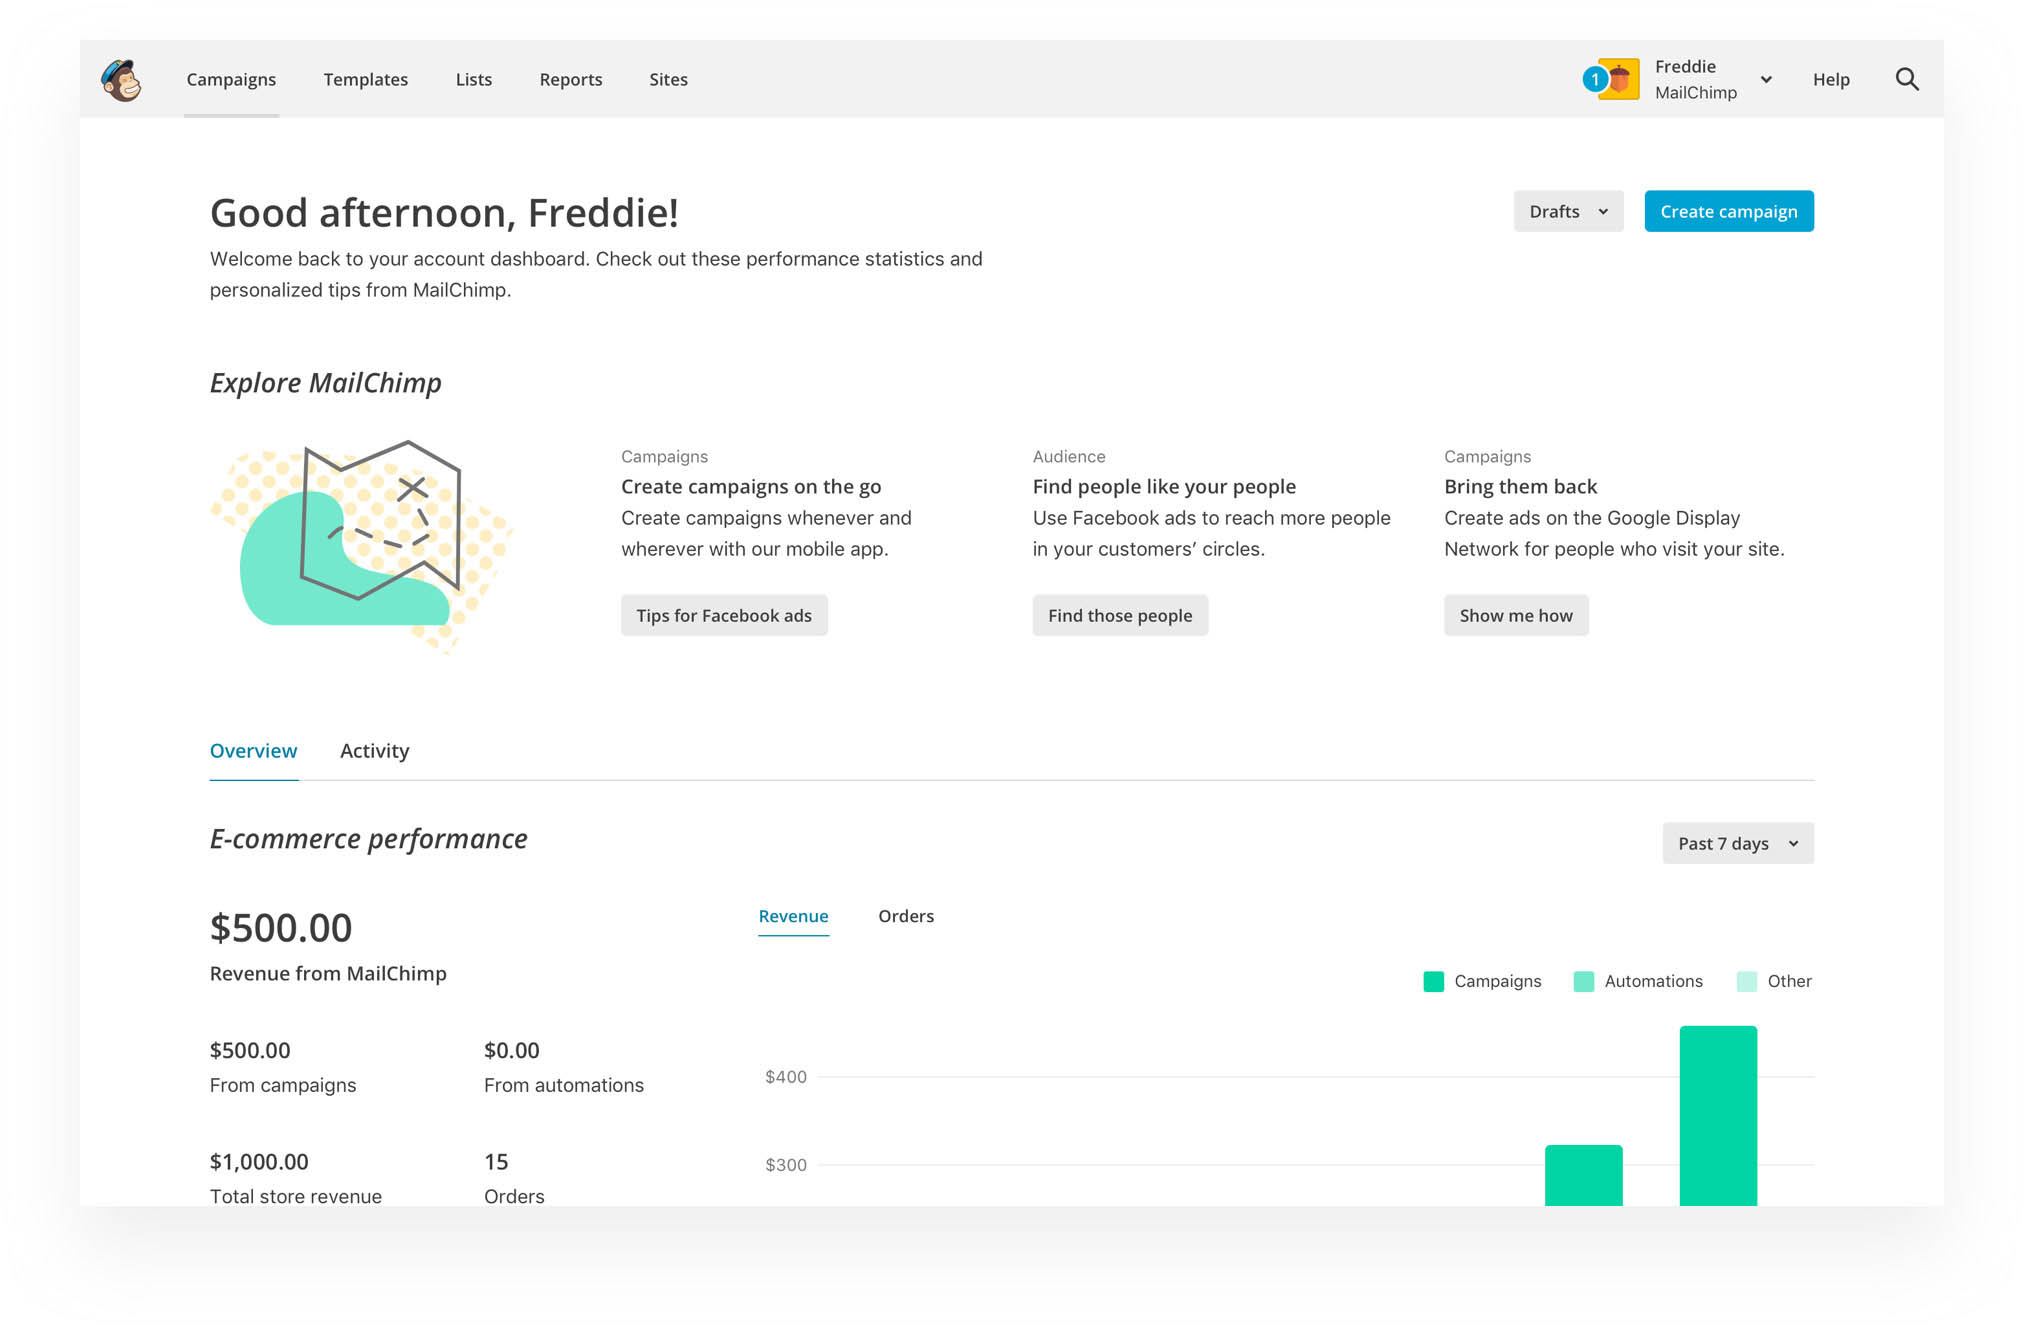 Campaigns Templates Lists Reports Sites
1 Freddie
MailChimp
Help
Good afternoon, Freddie!
Drafts Create campaign
Welcome back to your account dashboard. Check out these performance statistics and
personalized tips from MailChimp.
Explore MailChimp
Campaigns
Create campaigns on the go
Create campaigns whenever and
wherever with our mobile app.
Tips for Facebook ads
Audience
Find people like your people
Use Facebook ads to reach more people
in your customers’ circles.
Find those people
Campaigns
Bring them back
Create ads on the Google Display
Network for people who visit your site.
Show me how
Overview Activity
E-commerce performance
Past 7 days
$500.00
Revenue from MailChimp
$500.00
From campaigns
$0.00
From automations
$1,000.00
Total store revenue
15
Orders
Revenue Orders
Campaigns Automations Other
$400
$300